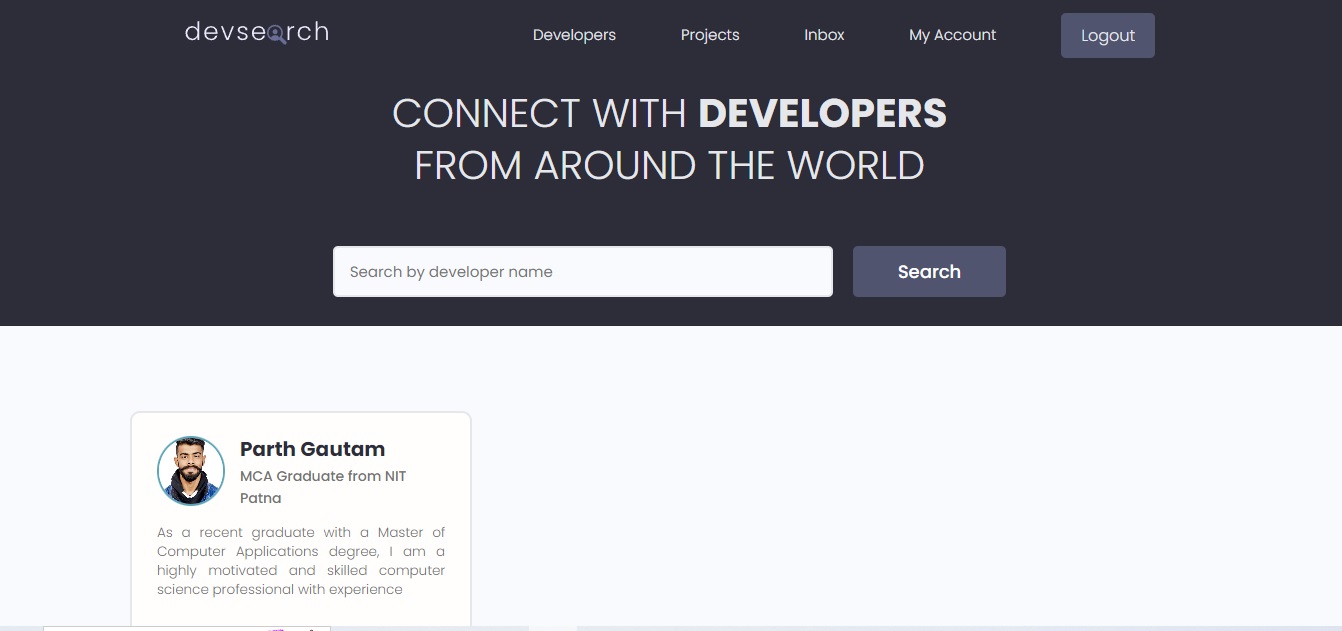 devsearch
Developers
Projects
Inbox
My Account
Logout
CONNECT WITH DEVELOPERS
FROM AROUND THE WORLD
Search by developer name
Search
Parth Gautam
MCA Graduate from NIT
Patna
As a recent graduate with a Master of
Computer Applications degree, I am a
highly motivated and skilled computer
science professional with experience